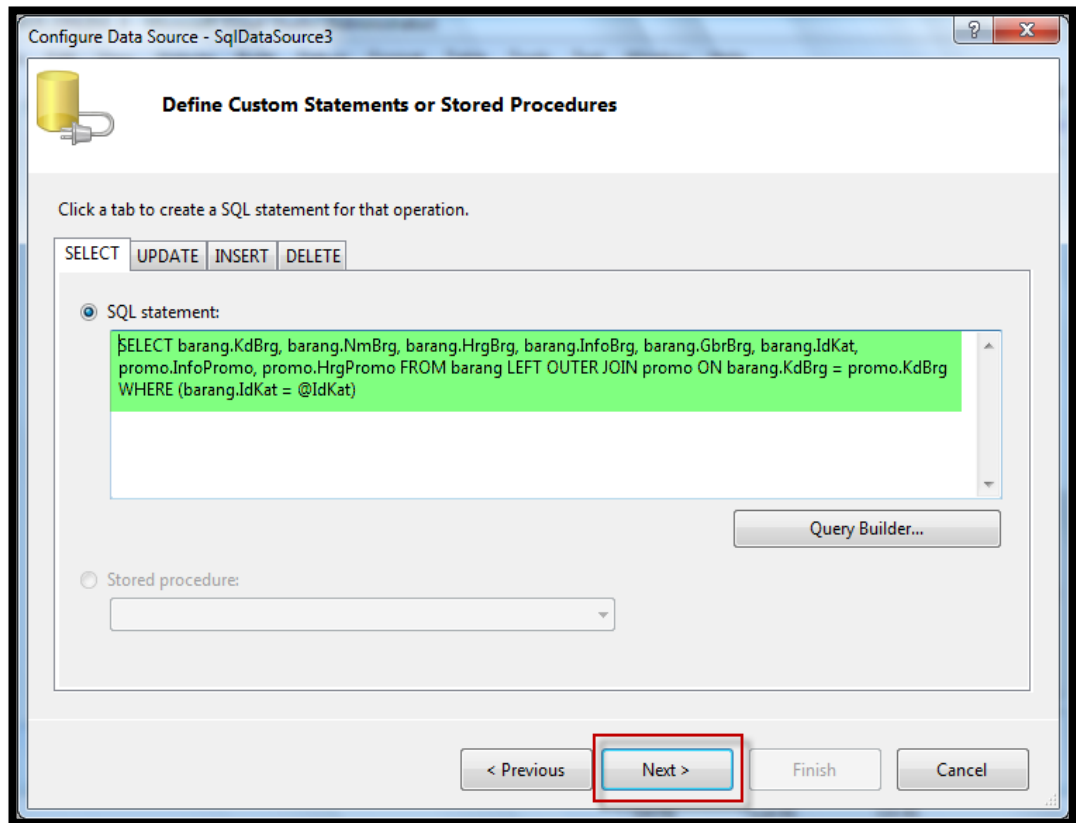 Configure Data Source - SqlDataSource3
Define Custom Statements or Stored Procedures
Click a tab to create a SQL statement for that operation.
SELECT UPDATE INSERT DELETE
SQL statement:
SELECT barang.KdBrg, barang.NmBrg, barang.HrgBrg, barang.InfoBrg, barang.GbrBrg, barang.IdKat,
promo.InfoPromo, promo.HrgPromo FROM barang LEFT OUTER JOIN promo ON barang.KdBrg = promo.KdBrg
WHERE (barang.IdKat = @IdKat)
Query Builder...
Stored procedure:
< Previous Next > Finish Cancel